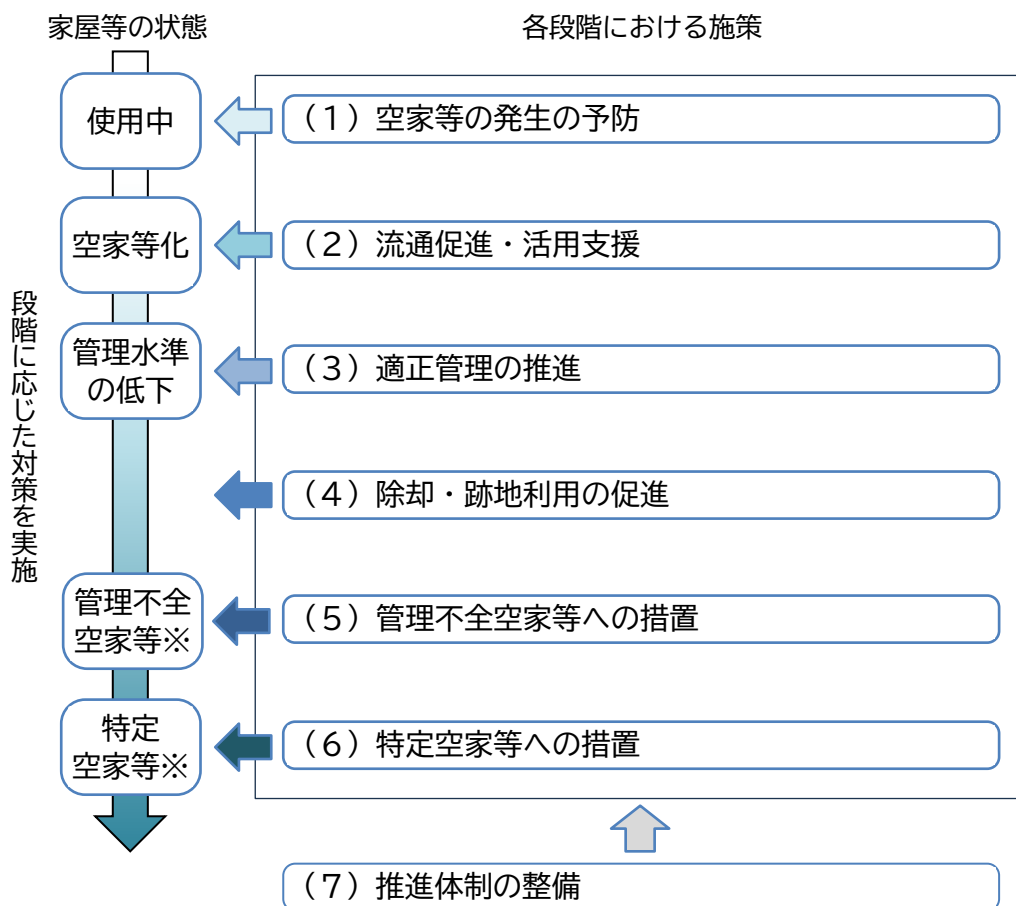 家屋等の状態
各段階における施策
使用中
(1)空家等の発生の予防
空家等化
(2)流通促進・活用支援
段階に応じた対策を実施
管理水準
の低下
(3)適正管理の推進
(4)除却・跡地利用の促進
管理不全
空家等※
(5)管理不全空家等への措置
特定
空家等※
(6)特定空家等への措置
(7)推進体制の整備